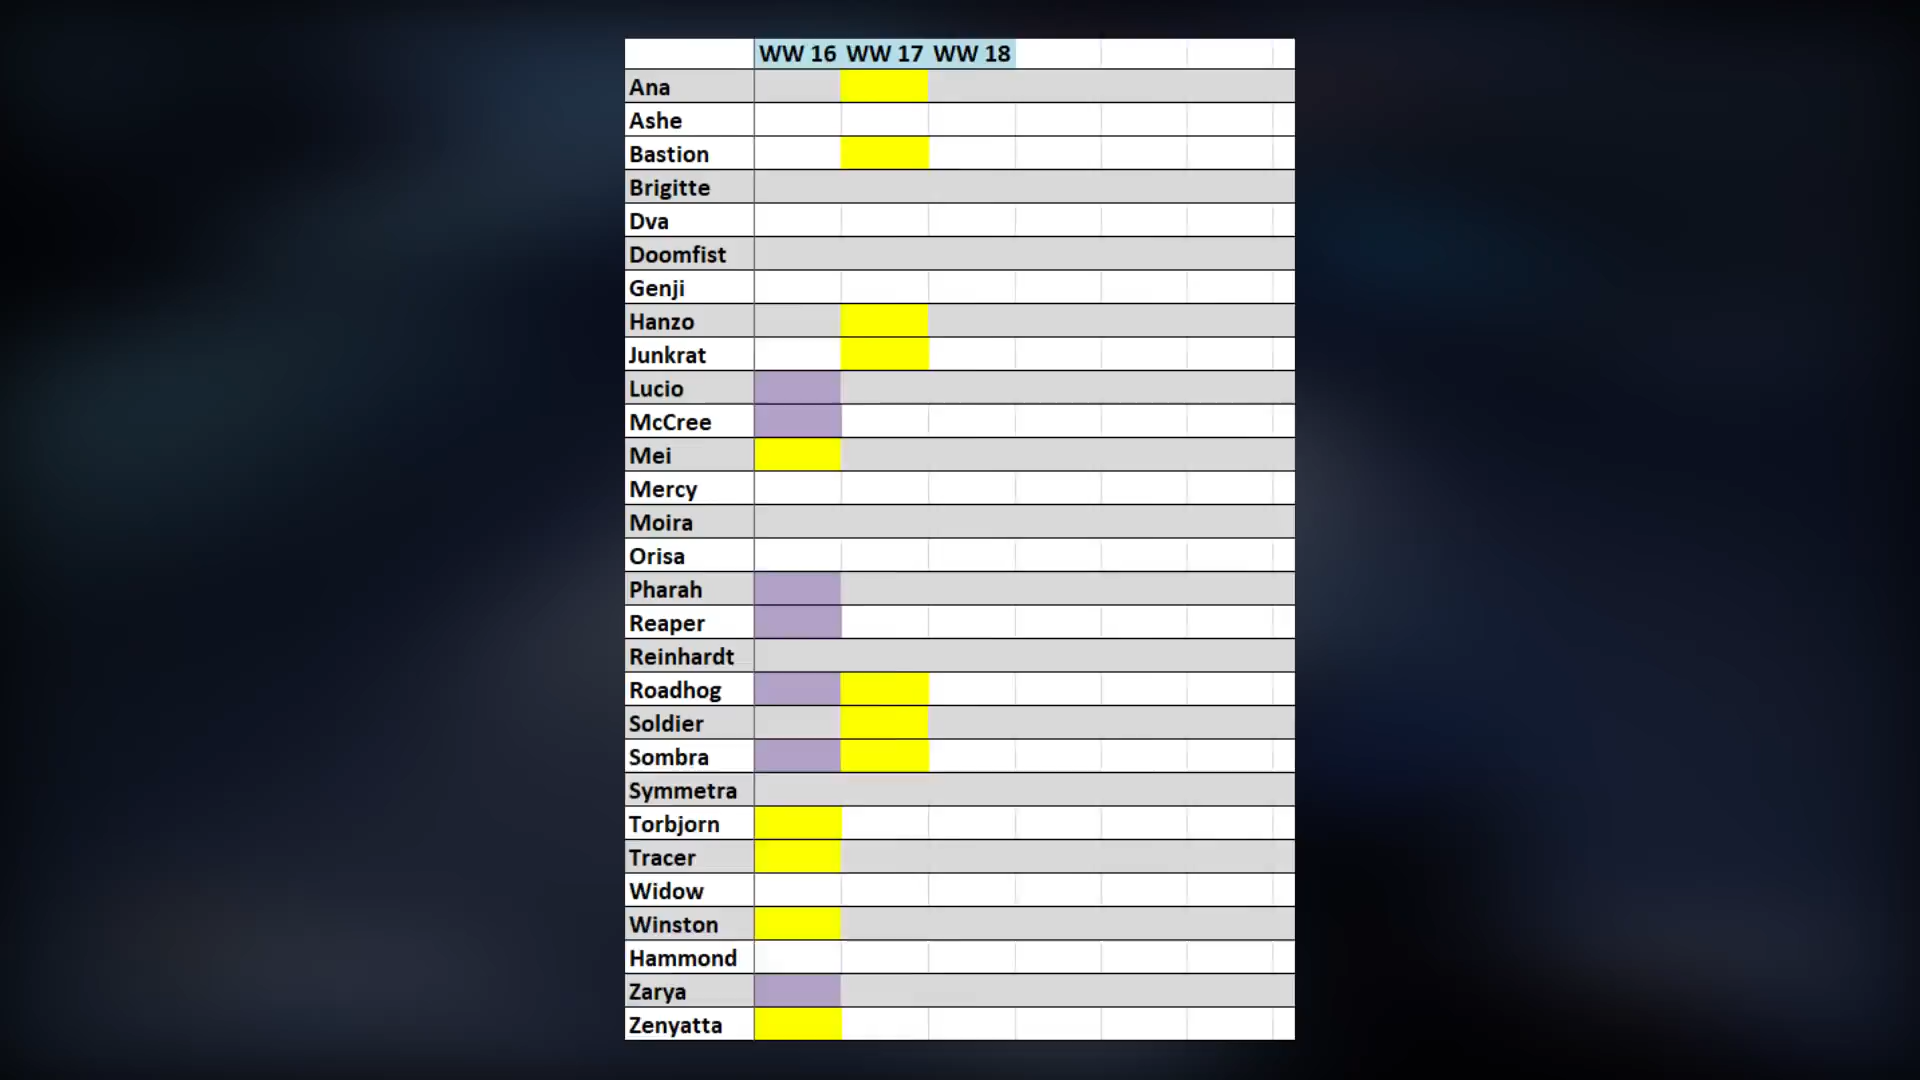 WW 16 WW 17 WW 18
Ana
Ashe
Bastion
Brigitte
Dva
Doomfist
Genji
Hanzo
Junkrat
Lucio
McCree
Mei
Mercy
Moira
Orisa
Pharah
Reaper
Reinhardt
Roadhog
Soldier
Sombra
Symmetra
Torbjorn
Tracer
Widow
Winston
Hammond
Zarya
Zenyatta